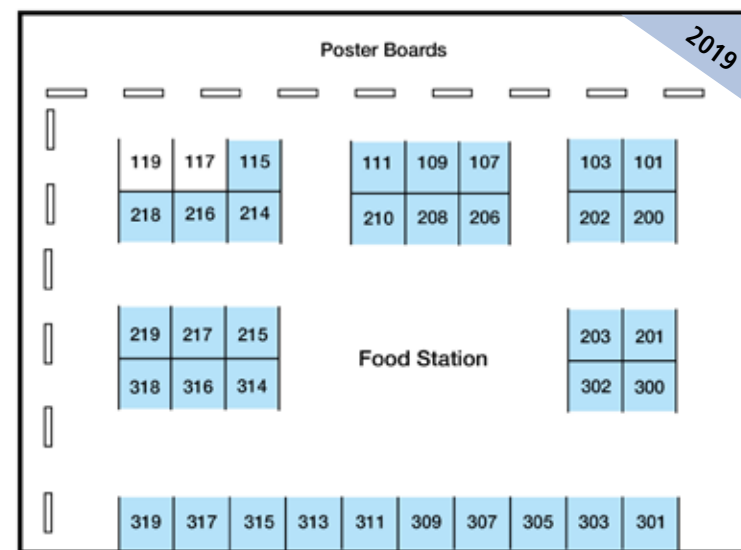 Poster Boards
2019
119 117 115 111 109 107 103 101
218 216 214 210 208 206 202 200
219 217 215 203 201
Food Station
318 316 314 302 300
319 317 315 313 311 309 307 305 303 301